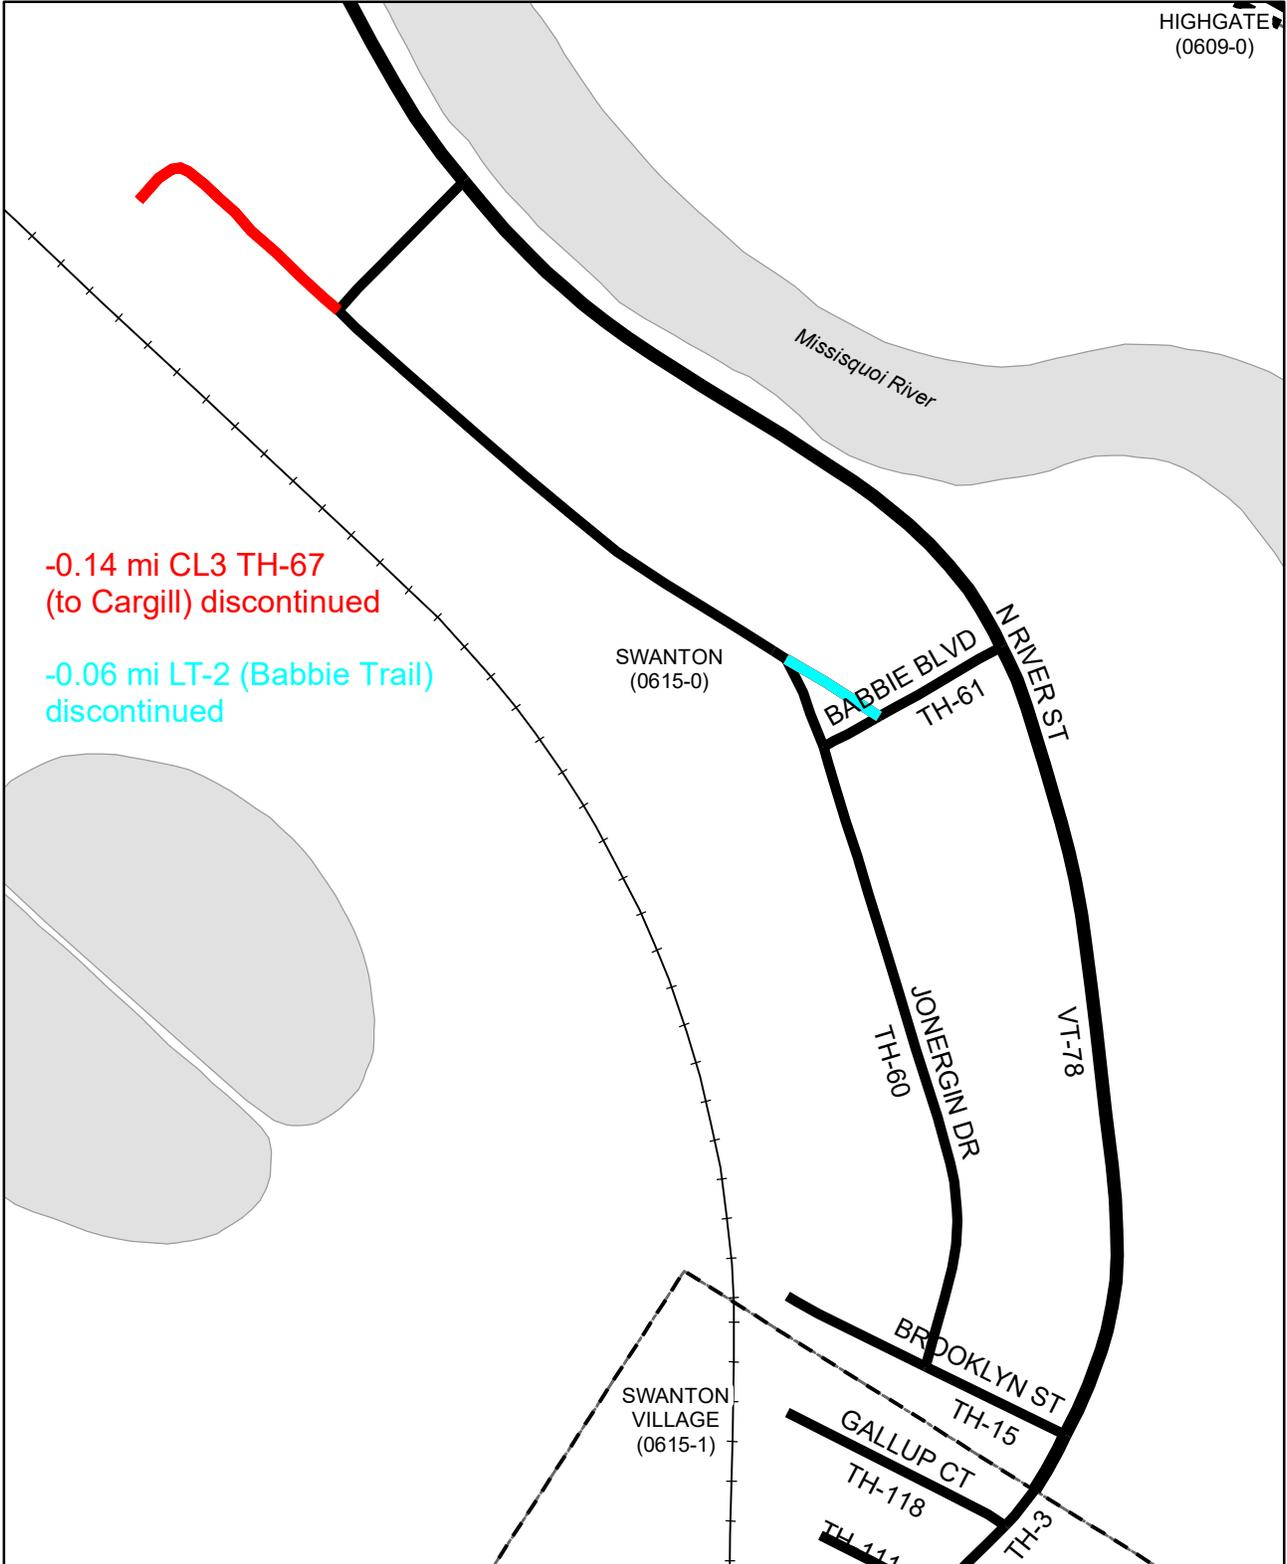 HIGHGATE
(0609-0)
Missisquoi River
-0.14 mi CL3 TH-67
(to Cargill) discontinued
-0.06 mi LT-2 (Babbie Trail)
discontinued
SWANTON
(0615-0)
BABBIE BLVD
TH-61
N RIVER ST
JONERGIN DR
TH-60
VT-78
BROOKLYN ST
TH-15
SWANTON
VILLAGE
(0615-1)
GALLUP CT
TH-118
TH-3
TH-111